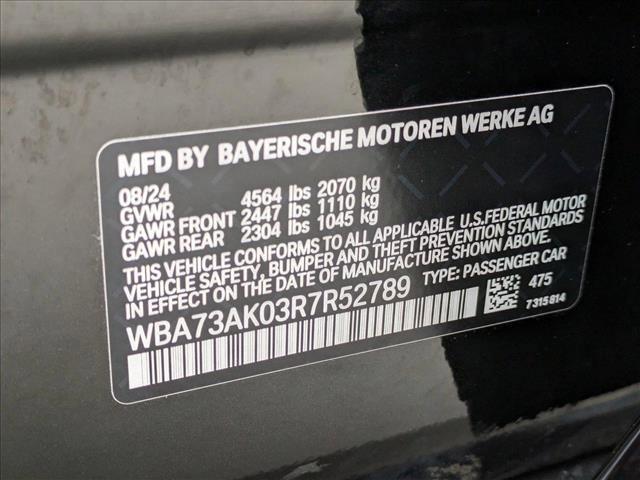 MFD BY BAYERISCHE MOTOREN WERKE AG
08/24
GVWR 4564 lbs 2070 kg
GAWR FRONT 2447 lbs 1110 kg
GAWR REAR 2304 lbs 1045 kg
THIS VEHICLE CONFORMS TO ALL APPLICABLE U.S.FEDERAL MOTOR
VEHICLE SAFETY, BUMPER AND THEFT PREVENTION STANDARDS
IN EFFECT ON THE DATE OF MANUFACTURE SHOWN ABOVE.
WBA73AK03R7R52789 TYPE: PASSENGER CAR
475
7315814